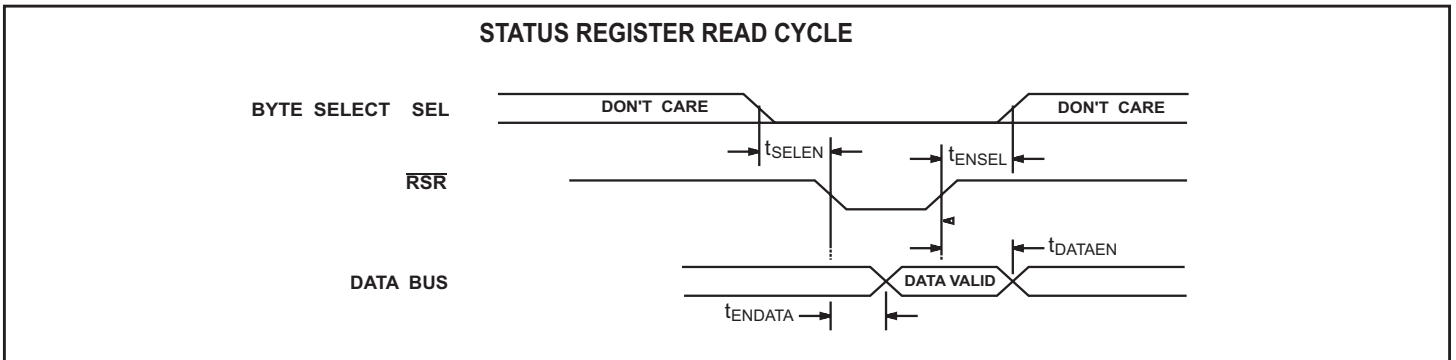 STATUS REGISTER READ CYCLE
BYTE SELECT SEL
DON'T CARE
DON'T CARE
tSELEN
tENSEL
RSR
tDATAEN
DATA BUS
DATA VALID
tENDATA